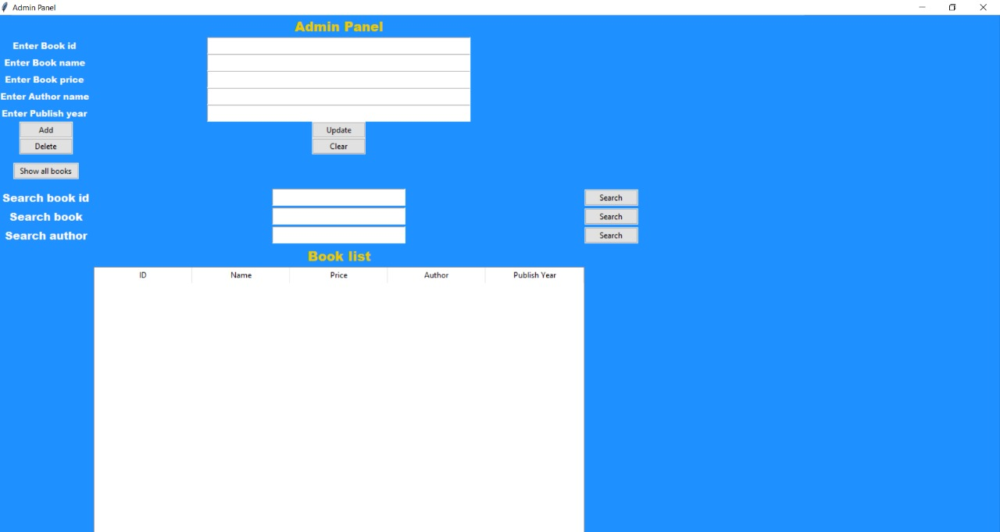 Admin Panel
Admin Panel
Enter Book id
Enter Book name
Enter Book price
Enter Author name
Enter Publish year
Add Update
Delete Clear
Show all books
Search book id Search
Search book Search
Search author Search
Book list
ID Name Price Author Publish Year